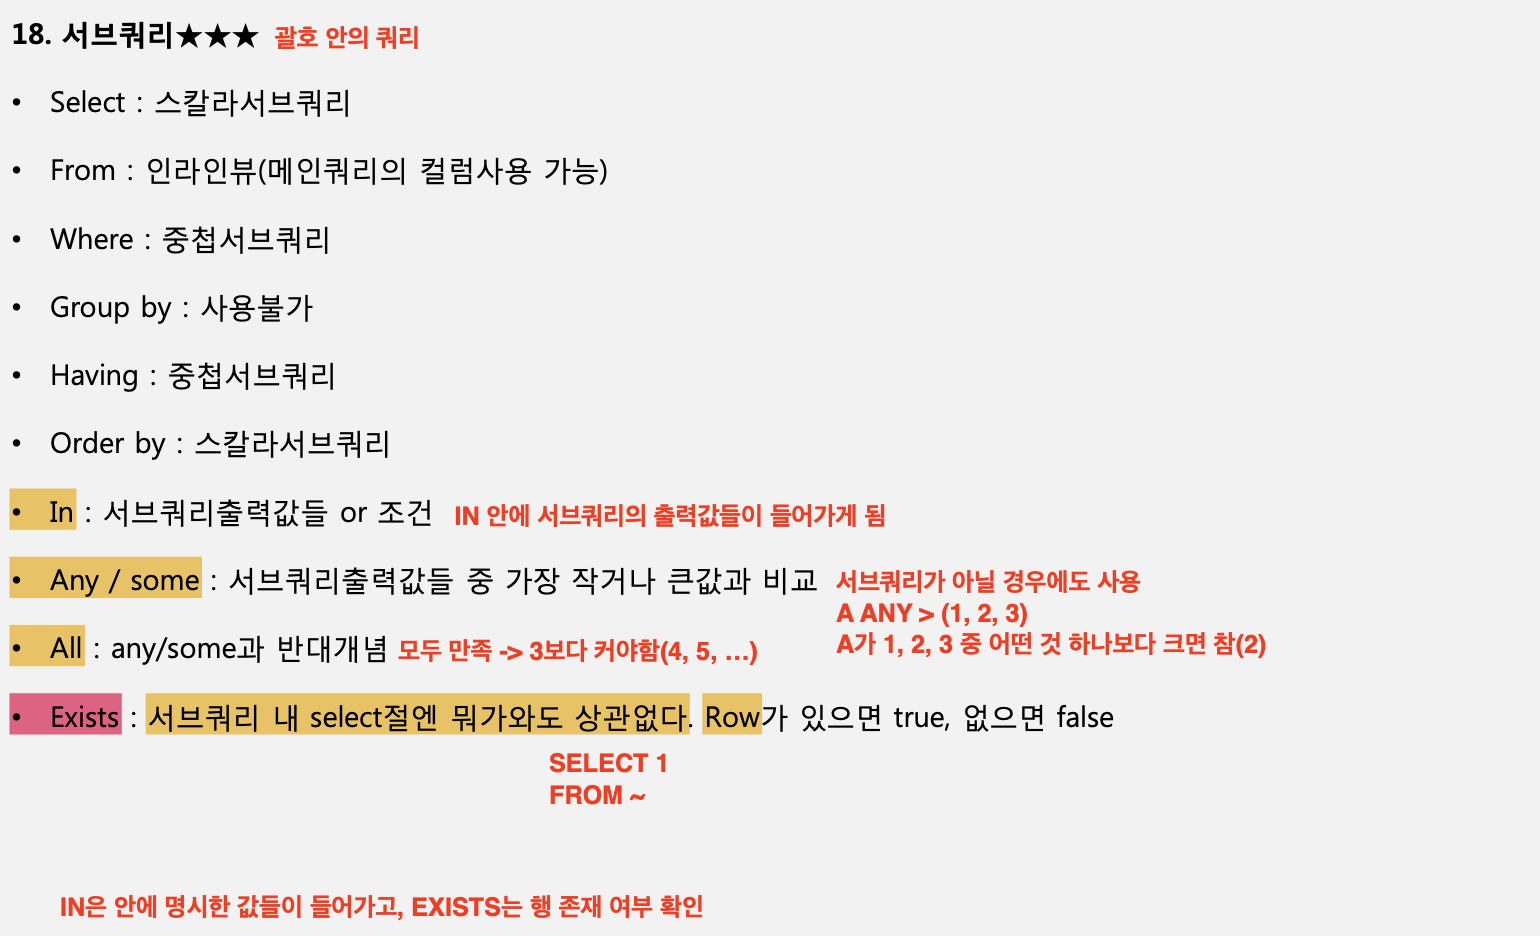 18. 서브쿼리★★★ 괄호 안의 쿼리
• Select : 스칼라서브쿼리
• From : 인라인뷰(메인쿼리의 컬럼사용 가능)
• Where : 중첩서브쿼리
• Group by : 사용불가
• Having : 중첩서브쿼리
• Order by : 스칼라서브쿼리
• In : 서브쿼리출력값들 or 조건 IN 안에 서브쿼리의 출력값들이 들어가게 됨
• Any / some : 서브쿼리출력값들 중 가장 작거나 큰값과 비교 서브쿼리가 아닐 경우에도 사용
A ANY > (1, 2, 3)
A가 1, 2, 3 중 어떤 것 하나보다 크면 참(2)
• All : any/some과 반대개념 모두 만족 -> 3보다 커야함(4, 5, ...)
• Exists : 서브쿼리 내 select절엔 뭐가와도 상관없다. Row가 있으면 true, 없으면 false
SELECT 1
FROM ~
IN은 안에 명시한 값들이 들어가고, EXISTS는 행 존재 여부 확인